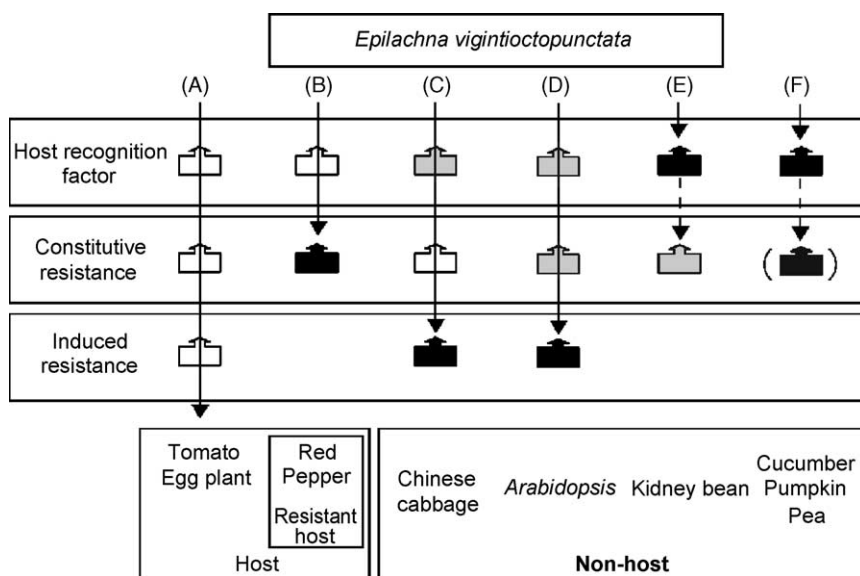 Epilachna vigintioctopunctata
(A) (B) (C) (D) (E) (F)
Host recognition
factor
Constitutive
resistance
( )
Induced
resistance
Tomato
Egg plant
Red
Pepper
Resistant
host
Host
Chinese
cabbage
Arabidopsis
Kidney bean
Cucumber
Pumpkin
Pea
Non-host